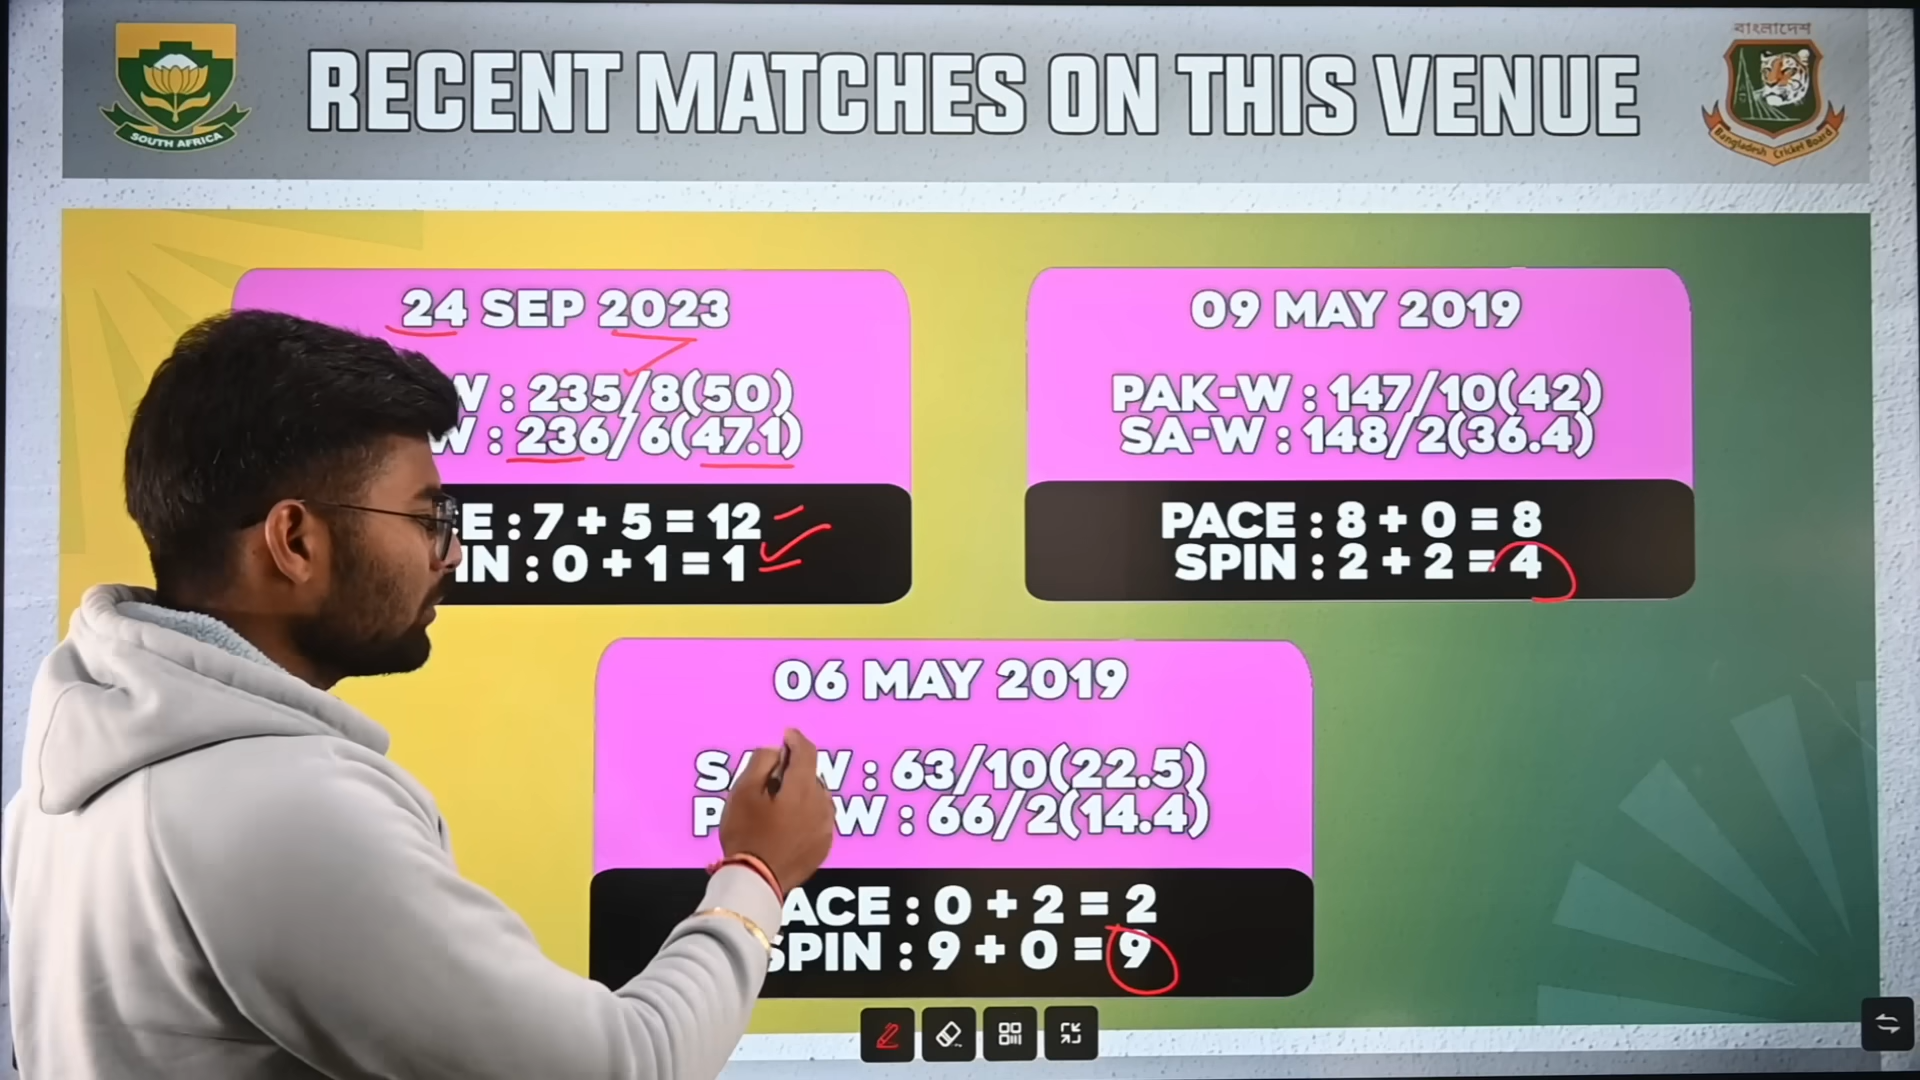 বাংলাদেশ
SOUTH AFRICA
RECENT MATCHES ON THIS VENUE
Bangladesh Cricket Board
24 SEP 2023
W : 235/8(50)
W : 236/6(47.1)
E : 7 + 5 = 12
IN : 0 + 1 = 1
09 MAY 2019
PAK-W : 147/10(42)
SA-W : 148/2(36.4)
PACE : 8 + 0 = 8
SPIN : 2 + 2 = 4
06 MAY 2019
W : 63/10(22.5)
W : 66/2(14.4)
ACE : 0 + 2 = 2
SPIN : 9 + 0 = 9